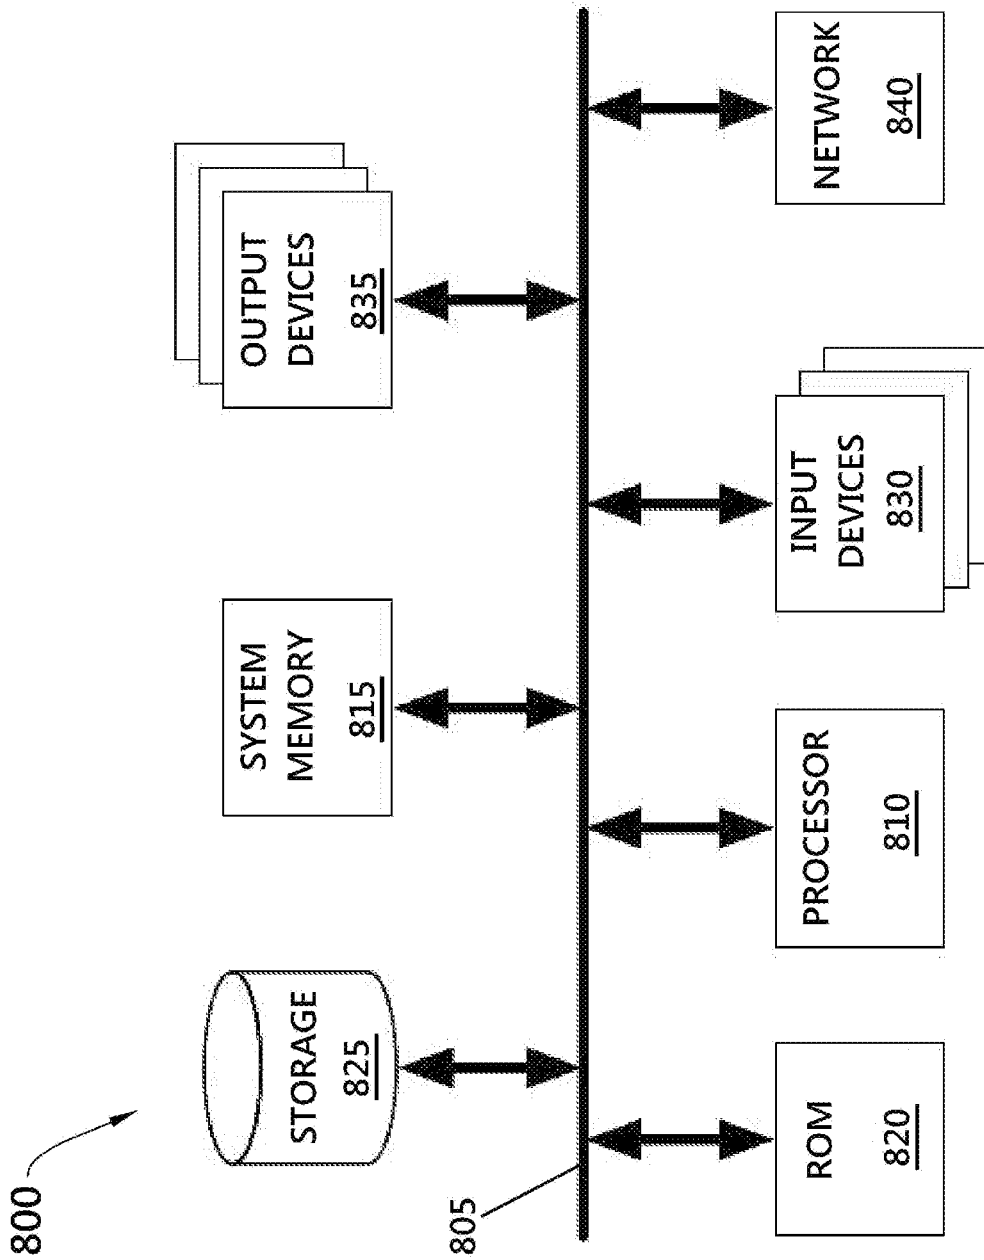 800
STORAGE
825
SYSTEM
MEMORY
815
OUTPUT
DEVICES
835
805
ROM
820
PROCESSOR
810
INPUT
DEVICES
830
NETWORK
840